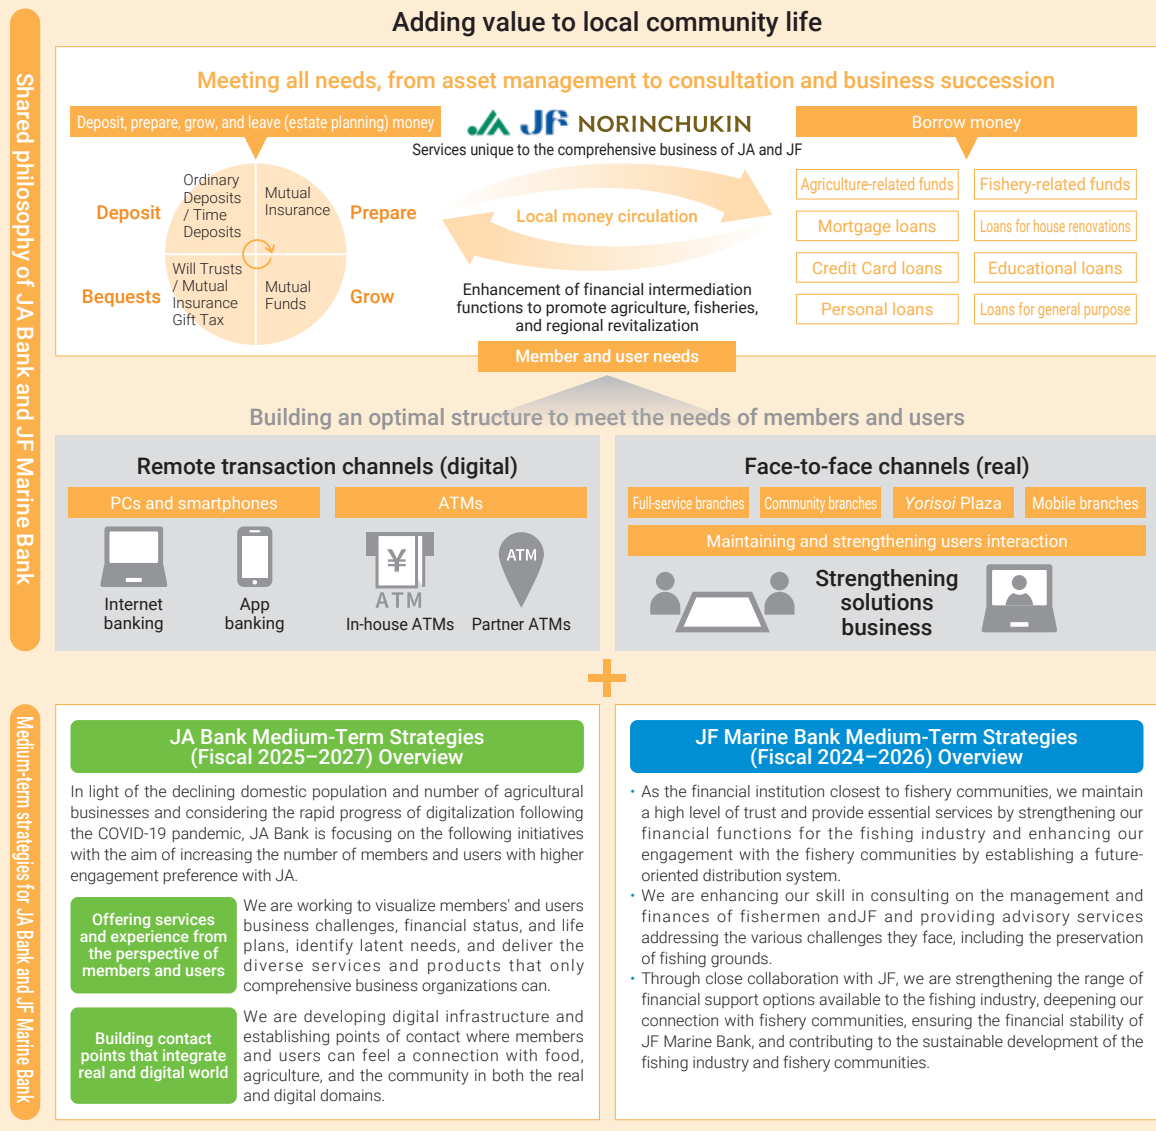 Adding value to local community life
Shared philosophy of JA Bank and JF Marine Bank
Meeting all needs, from asset management to consultation and business succession
Deposit, prepare, grow, and leave (estate planning) money
JA JF NORINCHUKIN
Services unique to the comprehensive business of JA and JF
Borrow money
Deposit
Ordinary
Deposits
/ Time
Deposits
Mutual
Insurance
Prepare
Bequests
Will Trusts
/ Mutual
Insurance
Gift Tax
Mutual
Funds
Grow
Local money circulation
Enhancement of financial intermediation
functions to promote agriculture, fisheries,
and regional revitalization
Agriculture-related funds
Fishery-related funds
Mortgage loans
Loans for house renovations
Credit Card loans
Educational loans
Personal loans
Loans for general purpose
Member and user needs
Building an optimal structure to meet the needs of members and users
Remote transaction channels (digital)
PCs and smartphones
ATMs
¥
ATM
ATM
Internet
banking
App
banking
In-house ATMs
Partner ATMs
Face-to-face channels (real)
Full-service branches
Community branches
Yorisoi Plaza
Mobile branches
Maintaining and strengthening users interaction
Strengthening
solutions
business
+
Medium-term strategies for JA Bank and JF Marine Bank
JA Bank Medium-Term Strategies
(Fiscal 2025–2027) Overview
In light of the declining domestic population and number of agricultural
businesses and considering the rapid progress of digitalization following
the COVID-19 pandemic, JA Bank is focusing on the following initiatives
with the aim of increasing the number of members and users with higher
engagement preference with JA.
Offering services
and experience from
the perspective of
members and users
We are working to visualize members' and users
business challenges, financial status, and life
plans, identify latent needs, and deliver the
diverse services and products that only
comprehensive business organizations can.
Building contact
points that integrate
real and digital world
We are developing digital infrastructure and
establishing points of contact where members
and users can feel a connection with food,
agriculture, and the community in both the real
and digital domains.
JF Marine Bank Medium-Term Strategies
(Fiscal 2024–2026) Overview
• As the financial institution closest to fishery communities, we maintain
a high level of trust and provide essential services by strengthening our
financial functions for the fishing industry and enhancing our
engagement with the fishery communities by establishing a future-
oriented distribution system.
• We are enhancing our skill in consulting on the management and
finances of fishermen andJF and providing advisory services
addressing the various challenges they face, including the preservation
of fishing grounds.
• Through close collaboration with JF, we are strengthening the range of
financial support options available to the fishing industry, deepening our
connection with fishery communities, ensuring the financial stability of
JF Marine Bank, and contributing to the sustainable development of the
fishing industry and fishery communities.